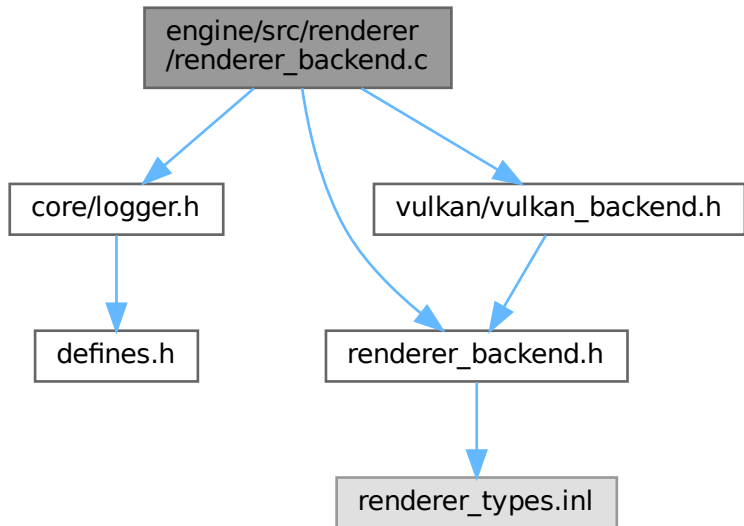 engine/src/renderer
/renderer_backend.c
core/logger.h
vulkan/vulkan_backend.h
defines.h
renderer_backend.h
renderer_types.inl